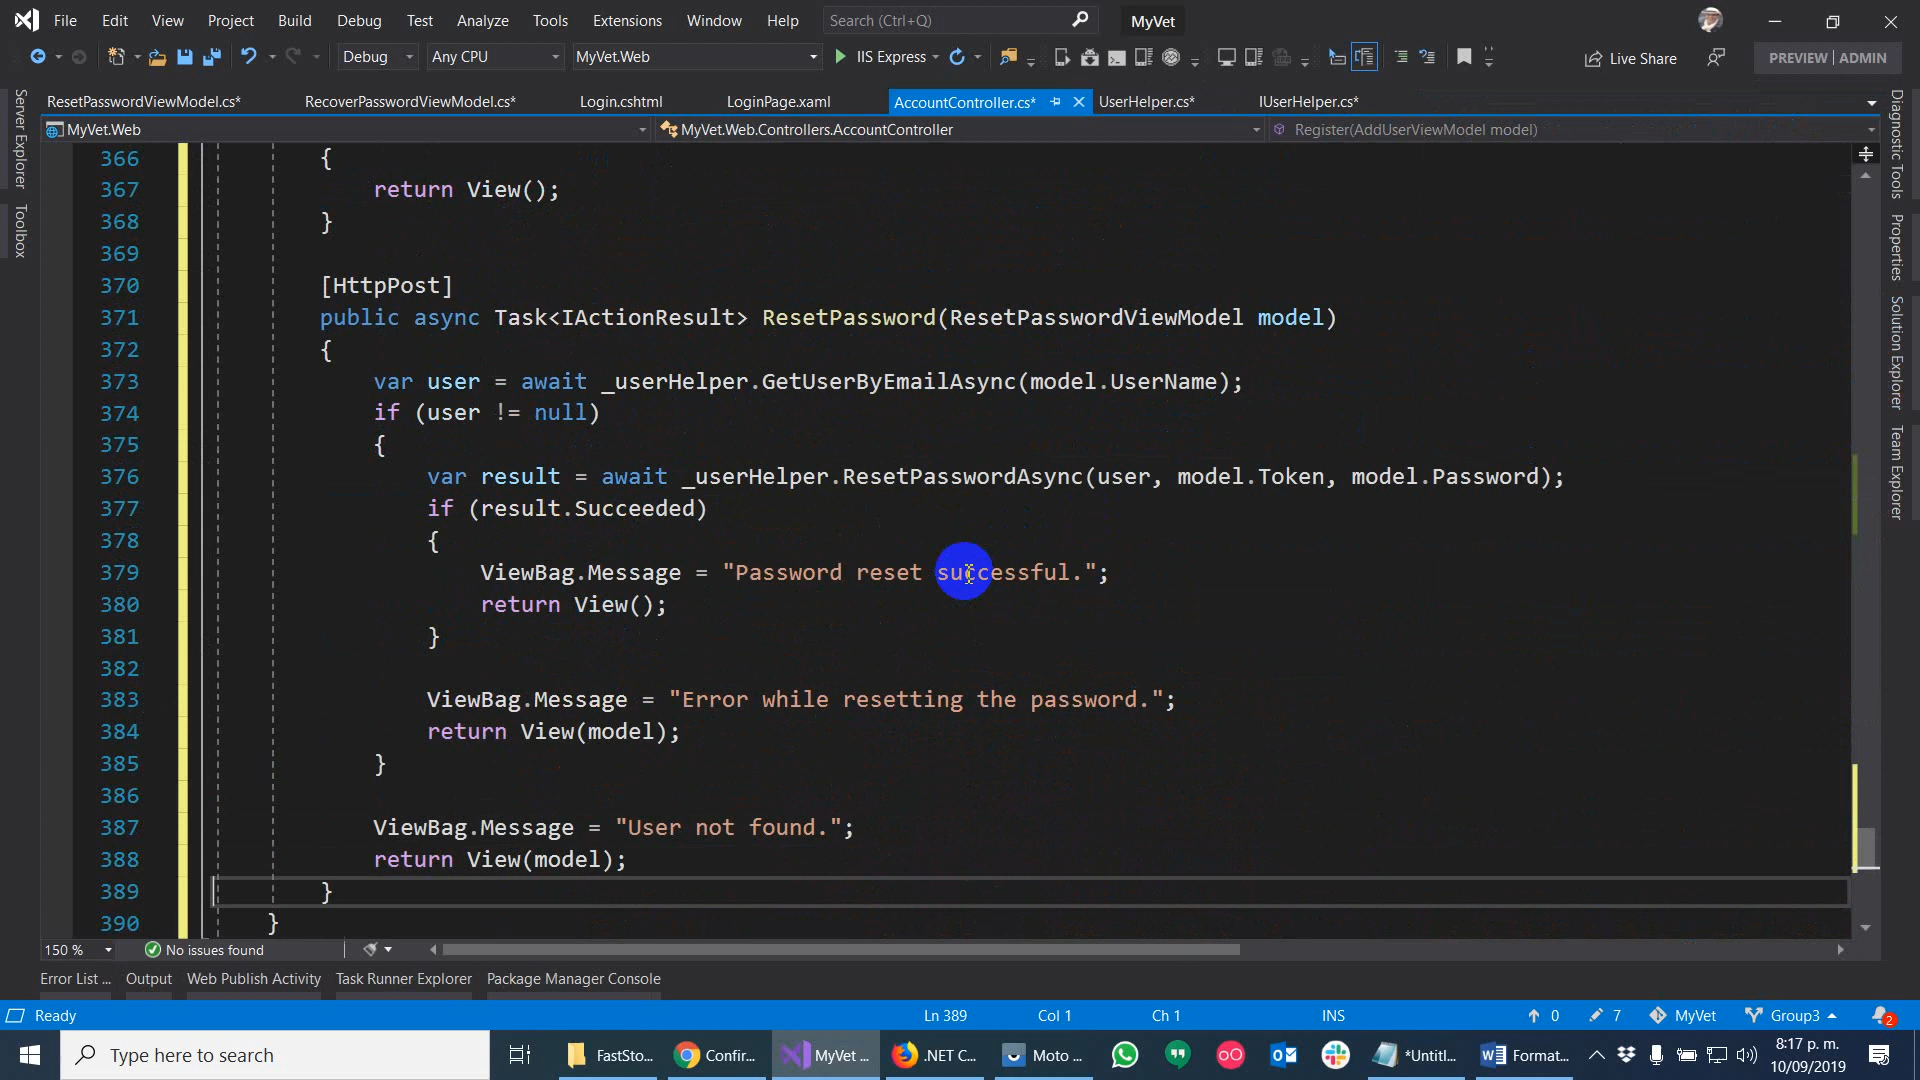 File Edit View Project Build Debug Test Analyze Tools Extensions Window Help Search (Ctrl+Q) MyVet
Debug Any CPU MyVet.Web IIS Express Live Share PREVIEW | ADMIN
ResetPasswordViewModel.cs* RecoverPasswordViewModel.cs* Login.cshtml LoginPage.xaml AccountController.cs* UserHelper.cs* IUserHelper.cs*
MyVet.Web MyVet.Web.Controllers.AccountController Register(AddUserViewModel model)
Server Explorer
Toolbox
Diagnostic Tools
Properties
Solution Explorer
Team Explorer
366 {
367 return View();
368 }
369
370 [HttpPost]
371 public async Task<IActionResult> ResetPassword(ResetPasswordViewModel model)
372 {
373 var user = await _userHelper.GetUserByEmailAsync(model.UserName);
374 if (user != null)
375 {
376 var result = await _userHelper.ResetPasswordAsync(user, model.Token, model.Password);
377 if (result.Succeeded)
378 {
379 ViewBag.Message = "Password reset successful.";
380 return View();
381 }
382
383 ViewBag.Message = "Error while resetting the password.";
384 return View(model);
385 }
386
387 ViewBag.Message = "User not found.";
388 return View(model);
389 }
390 }
150 % No issues found
Error List ... Output Web Publish Activity Task Runner Explorer Package Manager Console
Ready Ln 389 Col 1 Ch 1 INS 0 7 MyVet Group3 2
Type here to search FastSto... Confir... MyVet ... .NET C... Moto ... *Untitl... Format... 8:17 p. m.
10/09/2019